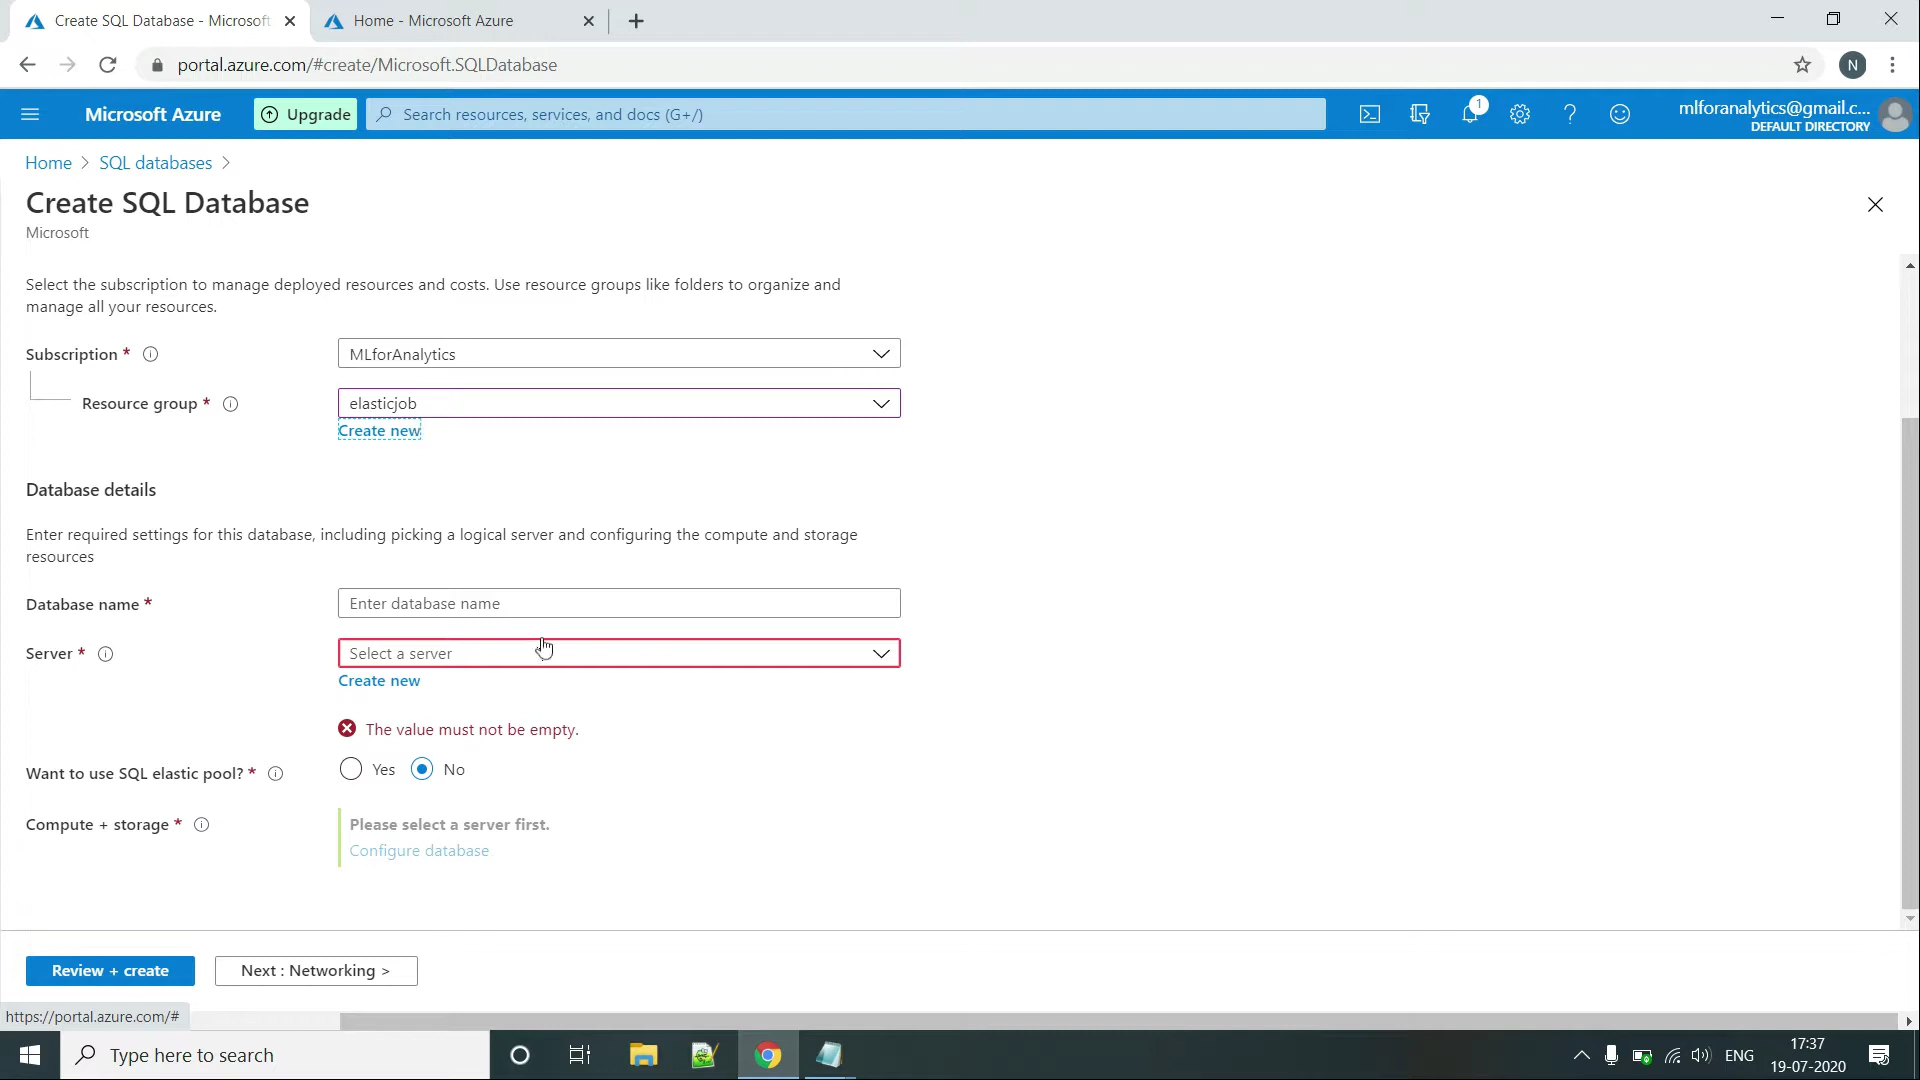 Create SQL Database - Microsoft
Home - Microsoft Azure
portal.azure.com/#create/Microsoft.SQLDatabase
N
Microsoft Azure
Upgrade
Search resources, services, and docs (G+/)
1
mlforanalytics@gmail.c...
DEFAULT DIRECTORY
Home > SQL databases >
Create SQL Database
Microsoft
Select the subscription to manage deployed resources and costs. Use resource groups like folders to organize and
manage all your resources.
Subscription *
MLforAnalytics
Resource group *
elasticjob
Create new
Database details
Enter required settings for this database, including picking a logical server and configuring the compute and storage
resources
Database name *
Enter database name
Server *
Select a server
Create new
The value must not be empty.
Want to use SQL elastic pool? *
Yes No
Compute + storage *
Please select a server first.
Configure database
Review + create
Next : Networking >
https://portal.azure.com/#
Type here to search
ENG
17:37
19-07-2020